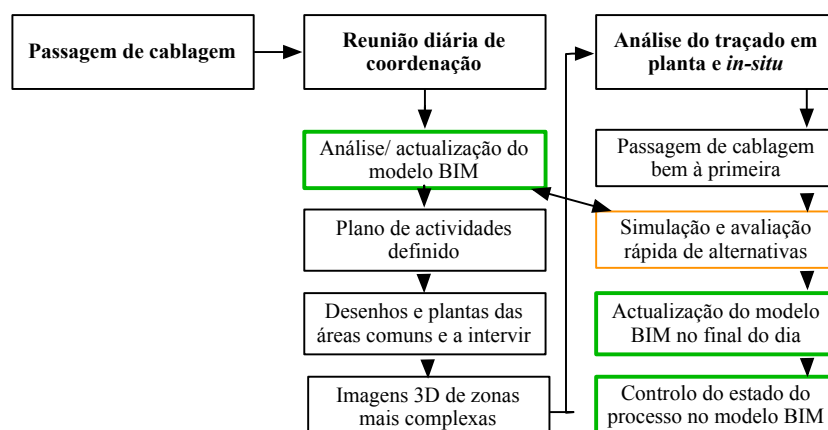 Passagem de cablagem
Reunião diária de
coordenação
Análise/ actualização do
modelo BIM
Plano de actividades
definido
Desenhos e plantas das
áreas comuns e a intervir
Imagens 3D de zonas
mais complexas
Análise do traçado em
planta e in-situ
Passagem de cablagem
bem à primeira
Simulação e avaliação
rápida de alternativas
Actualização do modelo
BIM no final do dia
Controlo do estado do
processo no modelo BIM